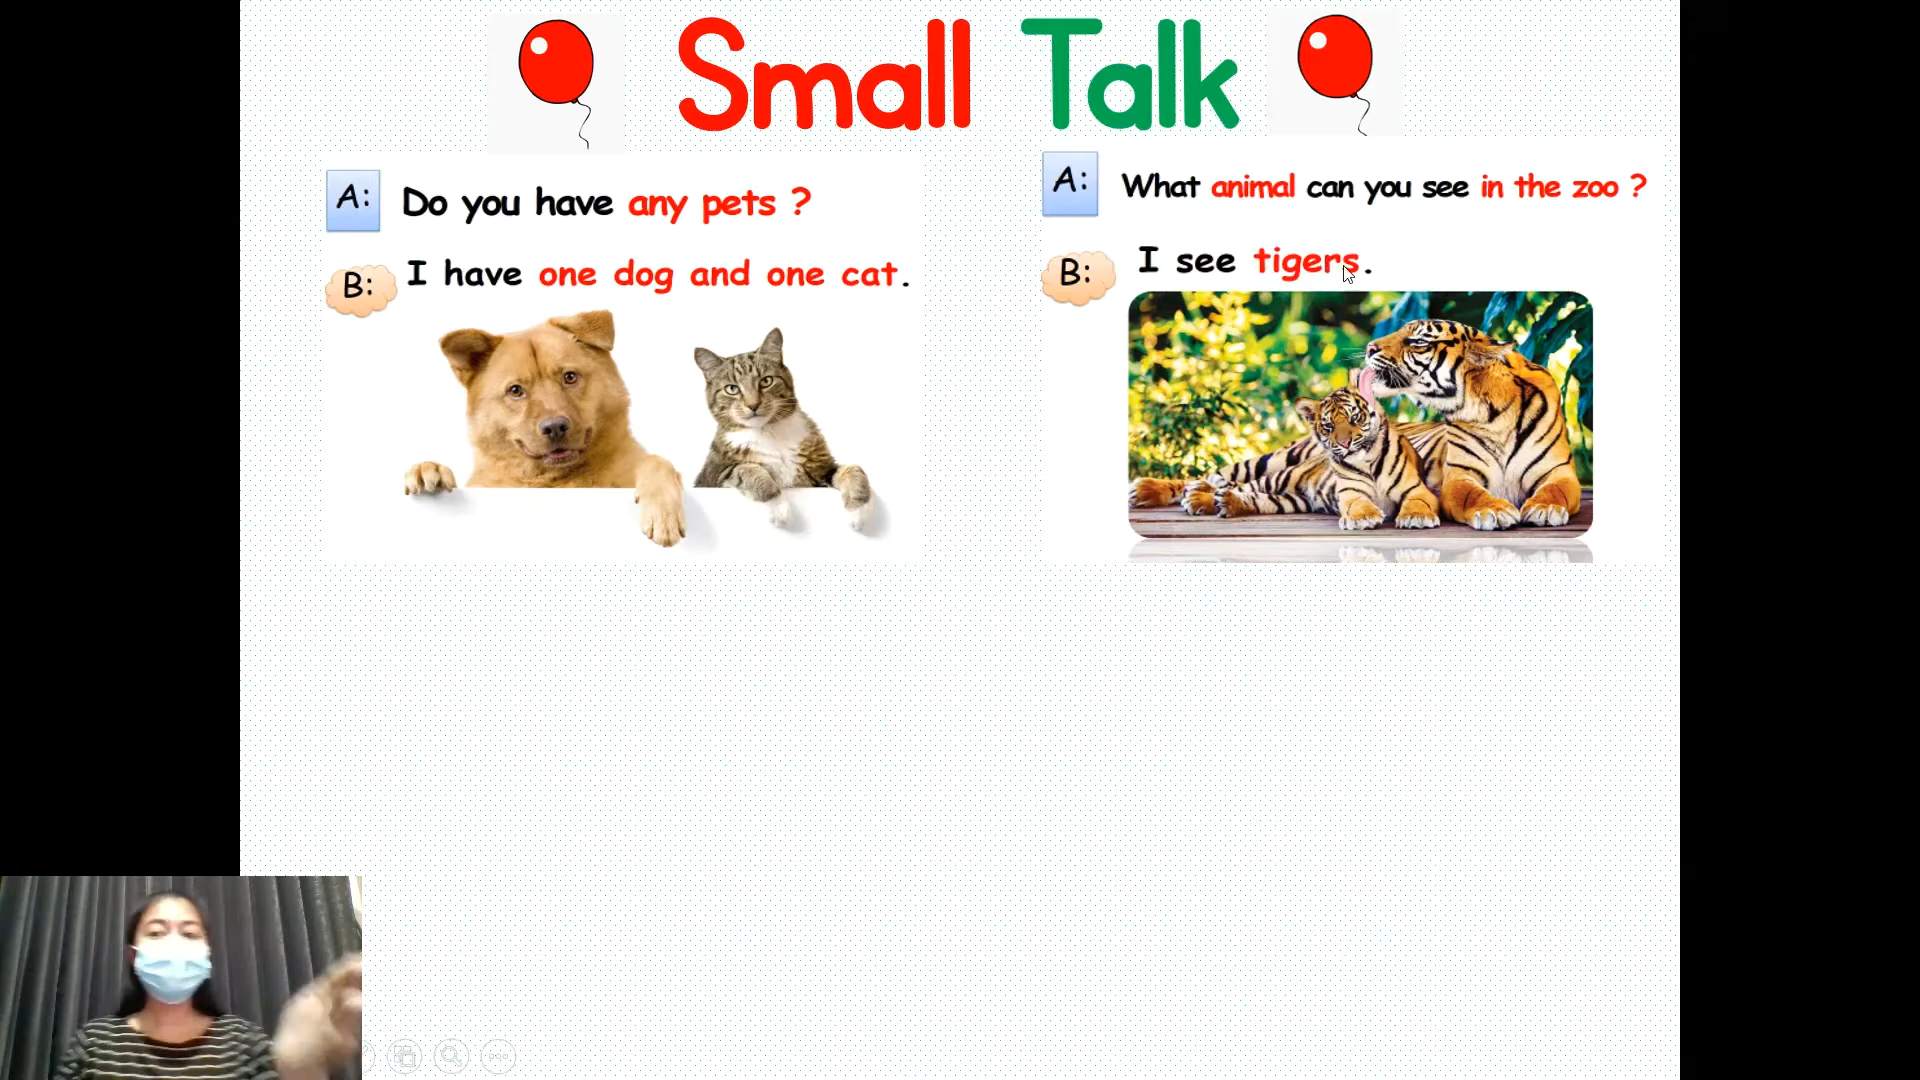 Small Talk
A: Do you have any pets ?
B: I have one dog and one cat.
A: What animal can you see in the zoo ?
B: I see tigers.